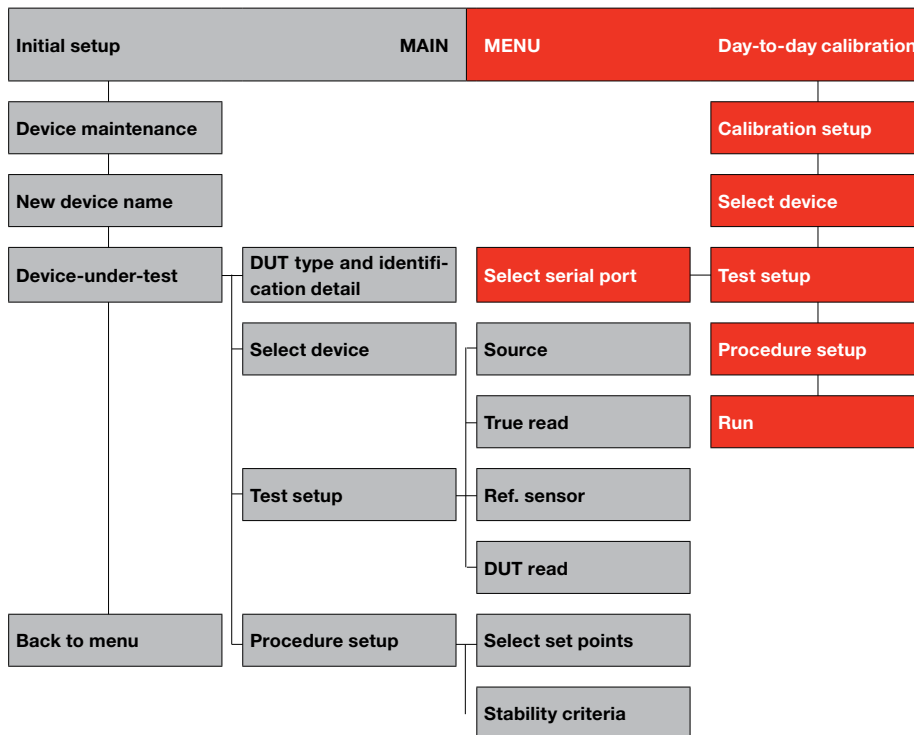 Initial setup MAIN MENU Day-to-day calibration
Device maintenance Calibration setup
New device name Select device
Device-under-test DUT type and identifi-
cation detail Select serial port Test setup
Select device Source Procedure setup
True read Run
Test setup Ref. sensor
DUT read
Back to menu Procedure setup Select set points
Stability criteria